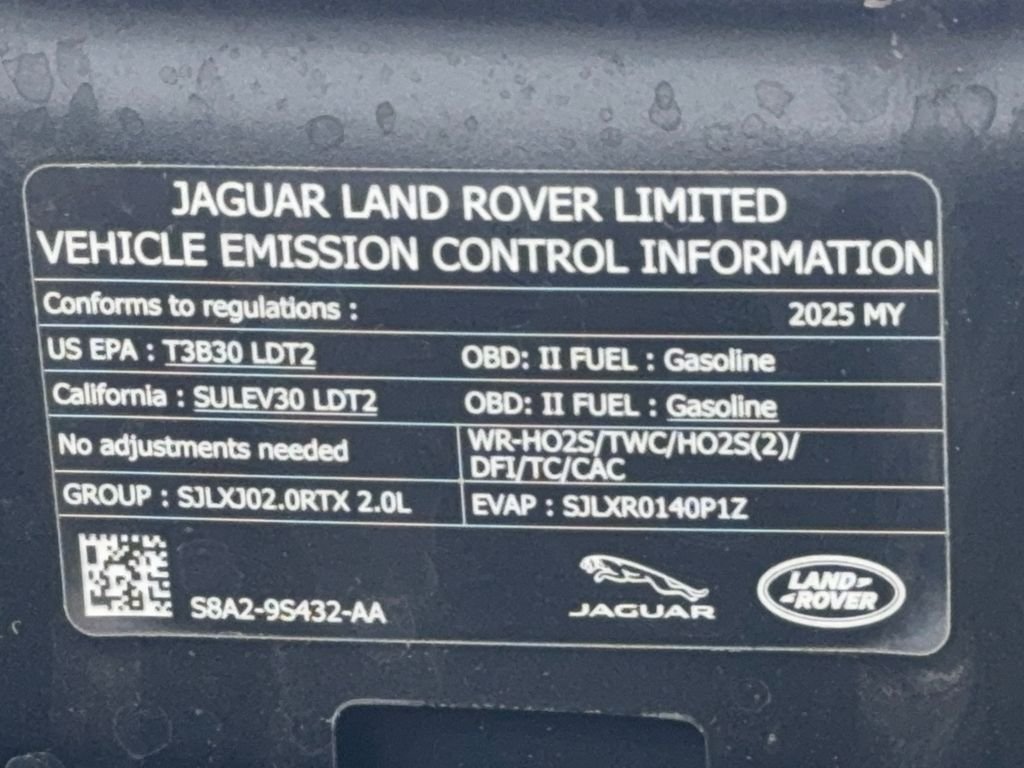 JAGUAR LAND ROVER LIMITED
VEHICLE EMISSION CONTROL INFORMATION
Conforms to regulations : 2025 MY
US EPA : T3B30 LDT2 OBD: II FUEL : Gasoline
California : SULEV30 LDT2 OBD: II FUEL : Gasoline
No adjustments needed
WR-HO2S/TWC/HO2S(2)/
DFI/TC/CAC
GROUP : SJLXJ02.0RTX 2.0L EVAP : SJLXR0140P1Z
S8A2-9S432-AA
JAGUAR
LAND-
-ROVER